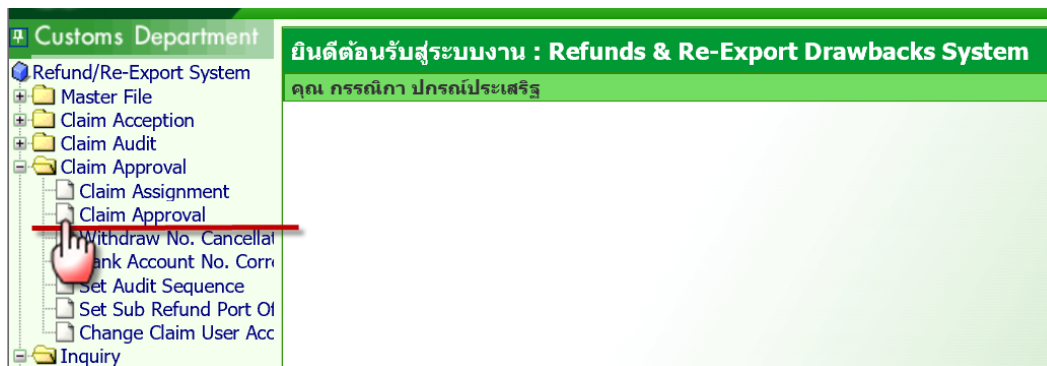 Customs Department
ยินดีต้อนรับสู่ระบบงาน : Refunds & Re-Export Drawbacks System
คุณ กรรณิกา ปกรณ์ประเสริฐ
Refund/Re-Export System
Master File
Claim Acception
Claim Audit
Claim Approval
Claim Assignment
Claim Approval
Withdraw No. Cancellat
ank Account No. Corre
Set Audit Sequence
Set Sub Refund Port Of
Change Claim User Acc
Inquiry